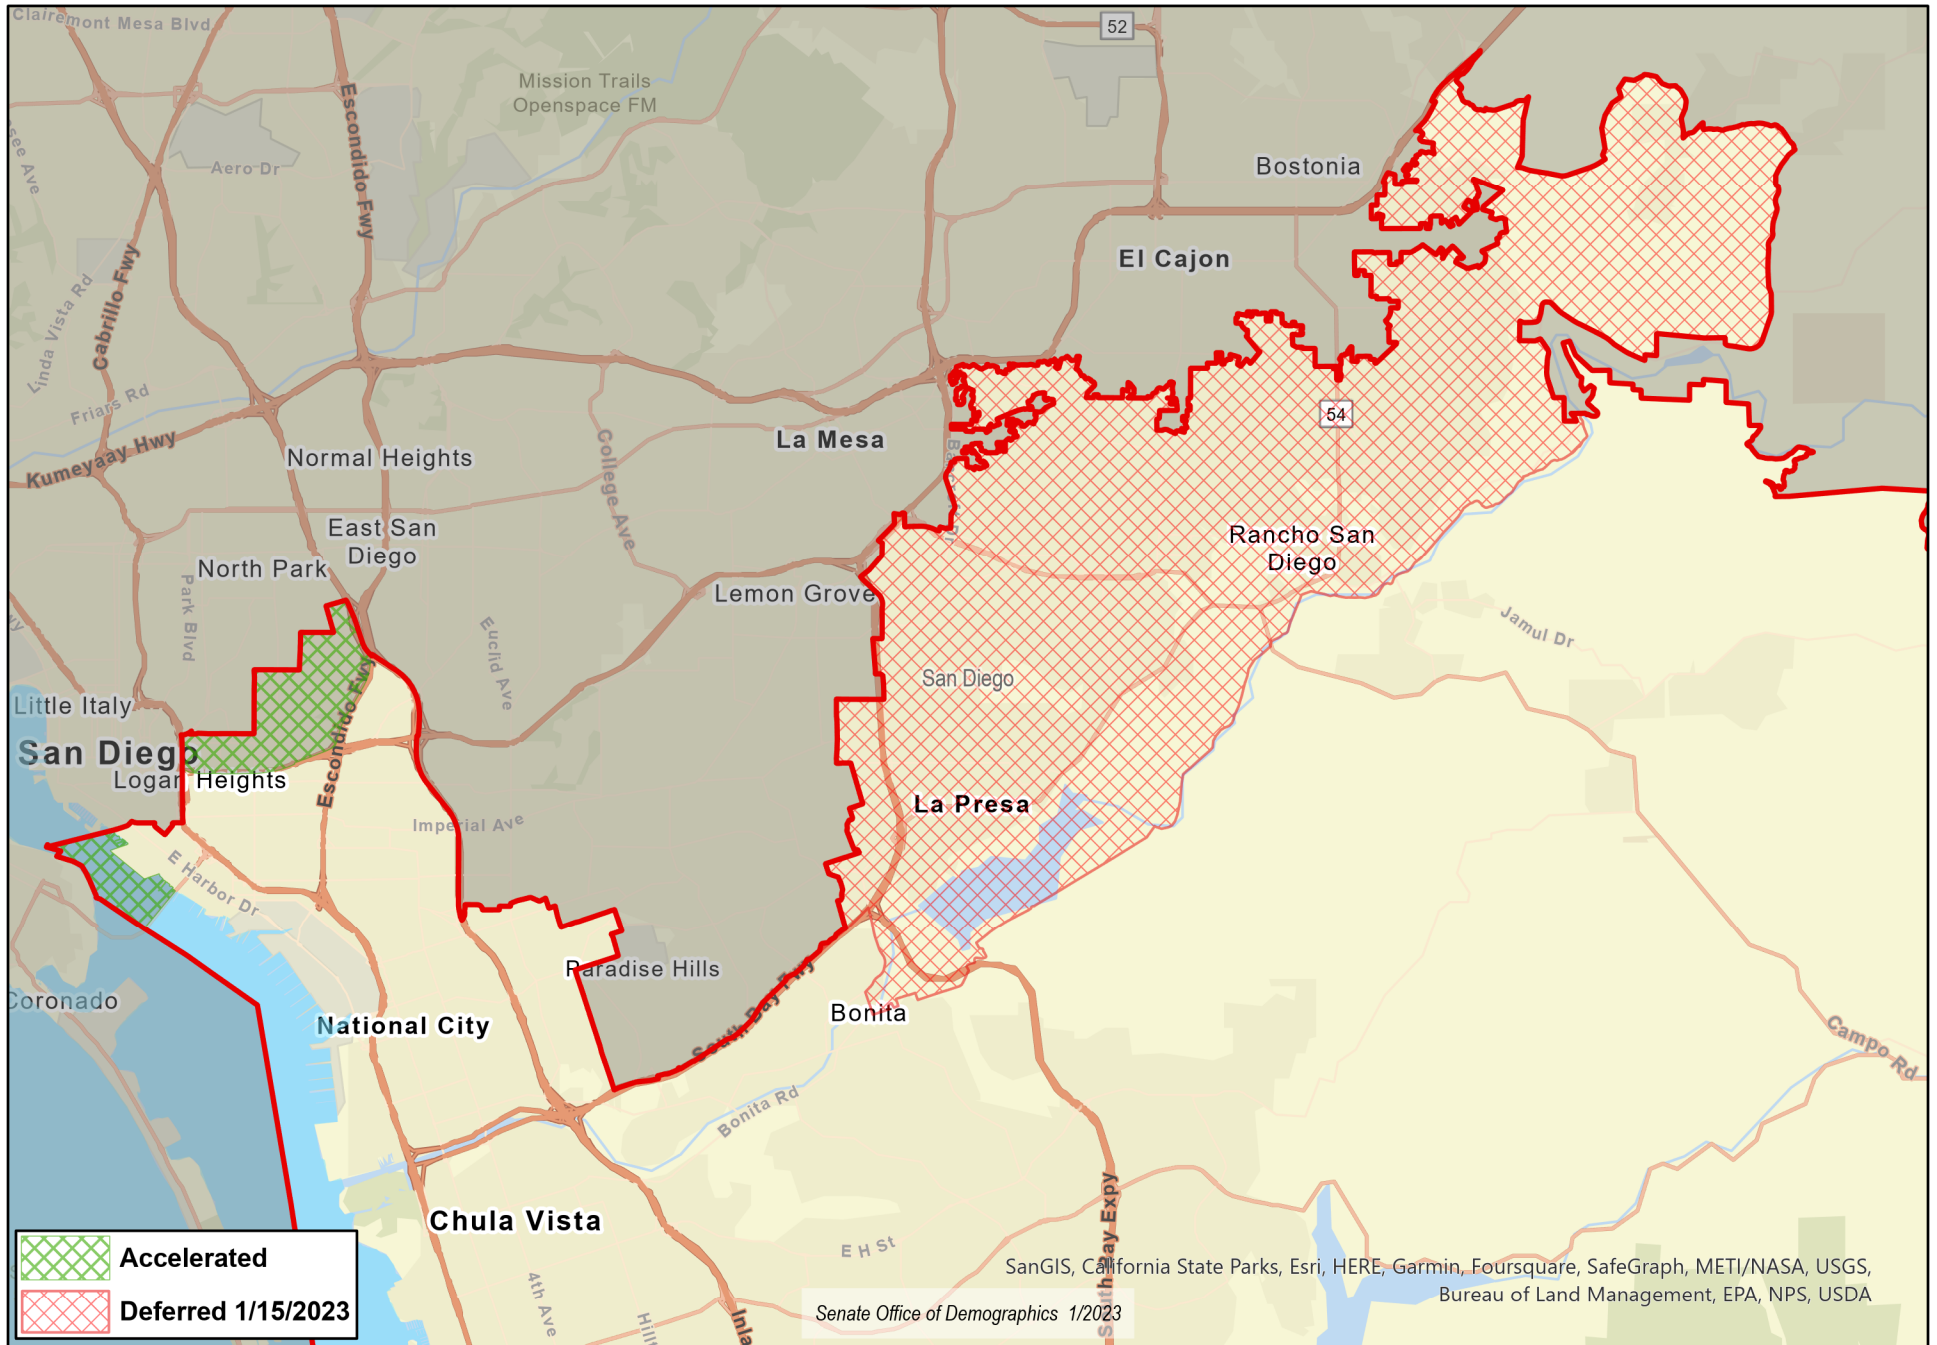 Clairemont Mesa Blvd
52
Mission Trails
Openspace FM
Escondido Fwy
Aero Dr
Bostonia
El Cajon
Linda Vista Rd
Cabrillo Fwy
Friars Rd
Kumeyaay Hwy
Normal Heights
College Ave
La Mesa
54
East San
Diego
North Park
Park Blvd
Lemon Grove
Euclid Ave
Rancho San
Diego
Jamul Dr
San Diego
Little Italy
San Diego
Logan Heights
Escondido Fwy
Imperial Ave
La Presa
E Harbor Dr
Paradise Hills
Coronado
National City
South Bay Fwy
Bonita
Campo Rd
Bonita Rd
Chula Vista
E H St
South Bay Expy
4th Ave
Accelerated
Deferred 1/15/2023
SanGIS, California State Parks, Esri, HERE, Garmin, Foursquare, SafeGraph, METI/NASA, USGS,
Bureau of Land Management, EPA, NPS, USDA
Senate Office of Demographics 1/2023